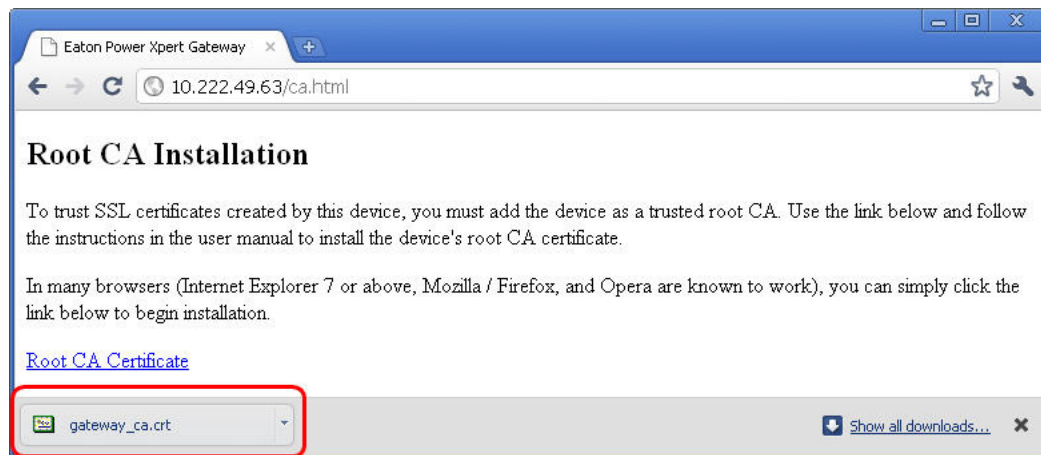 Eaton Power Xpert Gateway
10.222.49.63/ca.html
Root CA Installation
To trust SSL certificates created by this device, you must add the device as a trusted root CA. Use the link below and follow
the instructions in the user manual to install the device's root CA certificate.
In many browsers (Internet Explorer 7 or above, Mozilla / Firefox, and Opera are known to work), you can simply click the
link below to begin installation.
Root CA Certificate
gateway_ca.crt
Show all downloads...